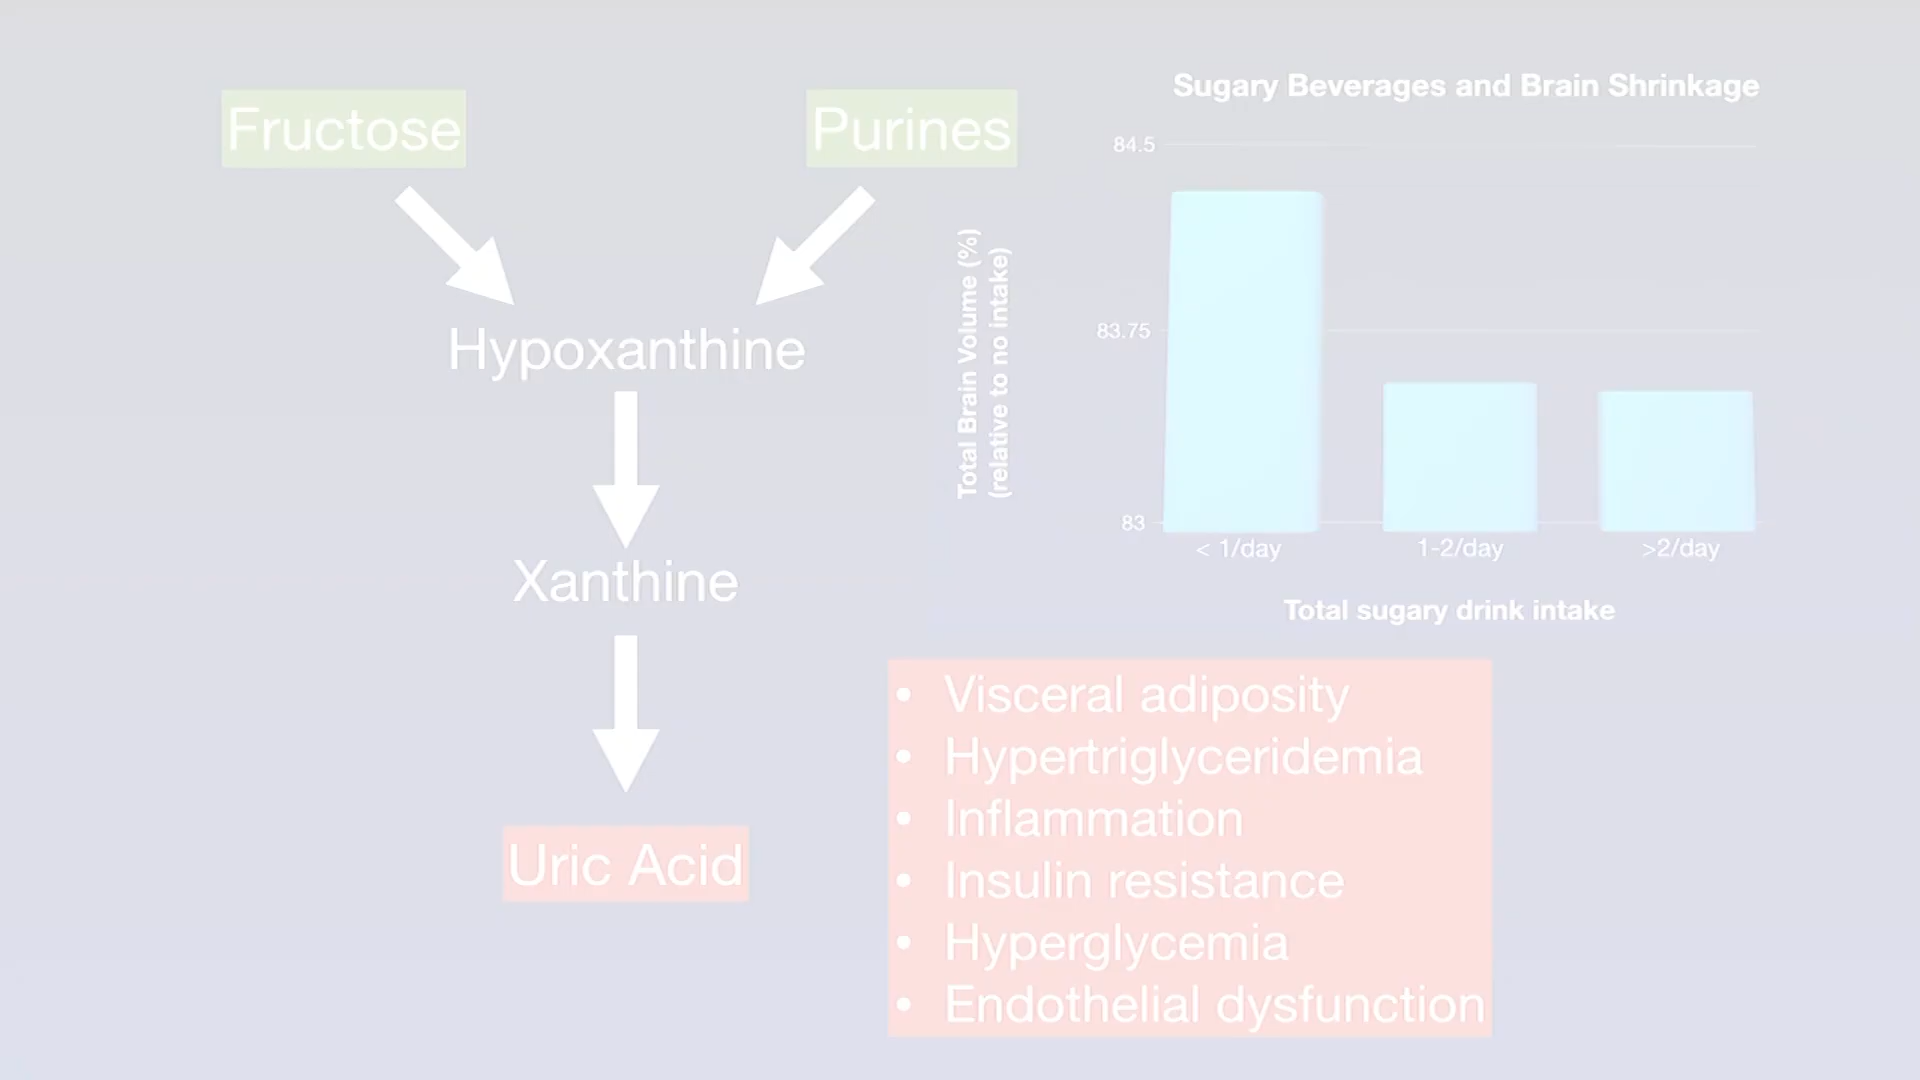 Fructose
Purines
Hypoxanthine
Xanthine
Uric Acid
Sugary Beverages and Brain Shrinkage
Total Brain Volume (%)
(relative to no intake)
84.5
83.75
83
< 1/day
1-2/day
>2/day
Total sugary drink intake
• Visceral adiposity
• Hypertriglyceridemia
• Inflammation
• Insulin resistance
• Hyperglycemia
• Endothelial dysfunction